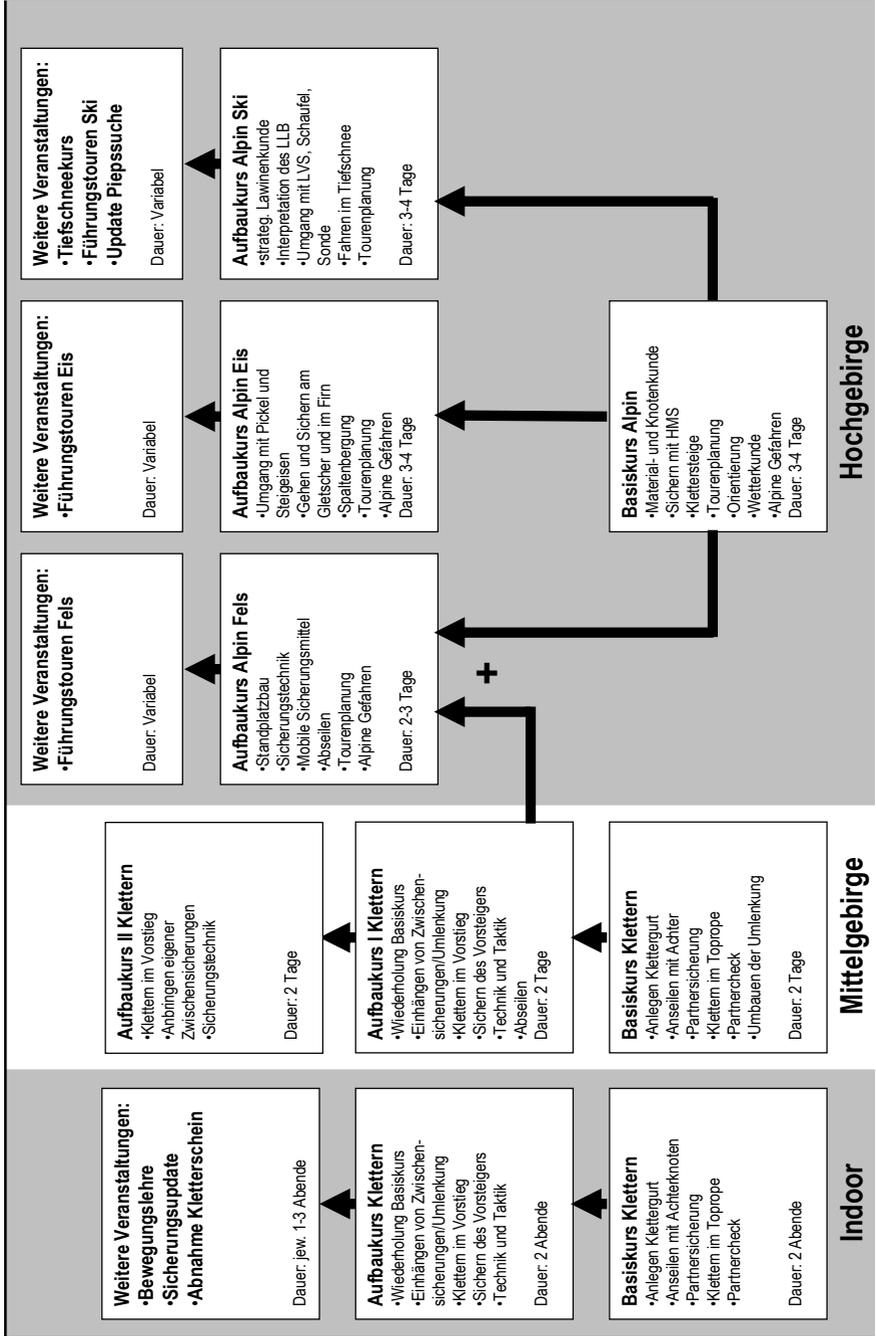 Weitere Veranstaltungen:
•Bewegungslehre
•Sicherungsupdate
•Abnahme Kletterschein
Dauer: jew. 1-3 Abende
Aufbaukurs Klettern
•Wiederholung Basiskurs
•Einhängen von Zwischen-
sicherungen/Umlenkung
•Klettern im Vorstieg
•Sichern des Vorsteigers
•Technik und Taktik
Dauer: 2 Abende
Basiskurs Klettern
•Anlegen Klettergurt
•Anseilen mit Achterknoten
•Partnersicherung
•Klettern im Toprope
•Partnercheck
Dauer: 2 Abende
Indoor
Aufbaukurs II Klettern
•Klettern im Vorstieg
•Anbringen eigener
Zwischensicherungen
•Sicherungstechnik
Dauer: 2 Tage
Aufbaukurs I Klettern
•Wiederholung Basiskurs
•Einhängen von Zwischen-
sicherungen/Umlenkung
•Klettern im Vorstieg
•Sichern des Vorsteigers
•Technik und Taktik
•Abseilen
Dauer: 2 Tage
Basiskurs Klettern
•Anlegen Klettergurt
•Anseilen mit Achter
•Partnersicherung
•Klettern im Toprope
•Partnercheck
•Umbauen der Umlenkung
Dauer: 2 Tage
Mittelgebirge
Weitere Veranstaltungen:
•Führungstouren Fels
Dauer: Variabel
Aufbaukurs Alpin Fels
•Standplatzbau
•Sicherungstechnik
•Mobile Sicherungsmittel
•Abseilen
•Tourenplanung
•Alpine Gefahren
Dauer: 2-3 Tage
+
Weitere Veranstaltungen:
•Führungstouren Eis
Dauer: Variabel
Aufbaukurs Alpin Eis
•Umgang mit Pickel und
Steigeisen
•Gehen und Sichern am
Gletscher und im Firn
•Spaltenbergung
•Tourenplanung
•Alpine Gefahren
Dauer: 3-4 Tage
Weitere Veranstaltungen:
•Tiefschneekurs
•Führungstouren Ski
•Update Piepssuche
Dauer: Variabel
Aufbaukurs Alpin Ski
•strateg. Lawinenkunde
•Interpretation des LLB
•Umgang mit LVS, Schaufel,
Sonde
•Fahren im Tiefschnee
•Tourenplanung
Dauer: 3-4 Tage
Basiskurs Alpin
•Material- und Knotenkunde
•Sichern mit HMS
•Klettersteige
•Tourplanung
•Orientierung
•Wetterkunde
•Alpine Gefahren
Dauer: 3-4 Tage
Hochgebirge